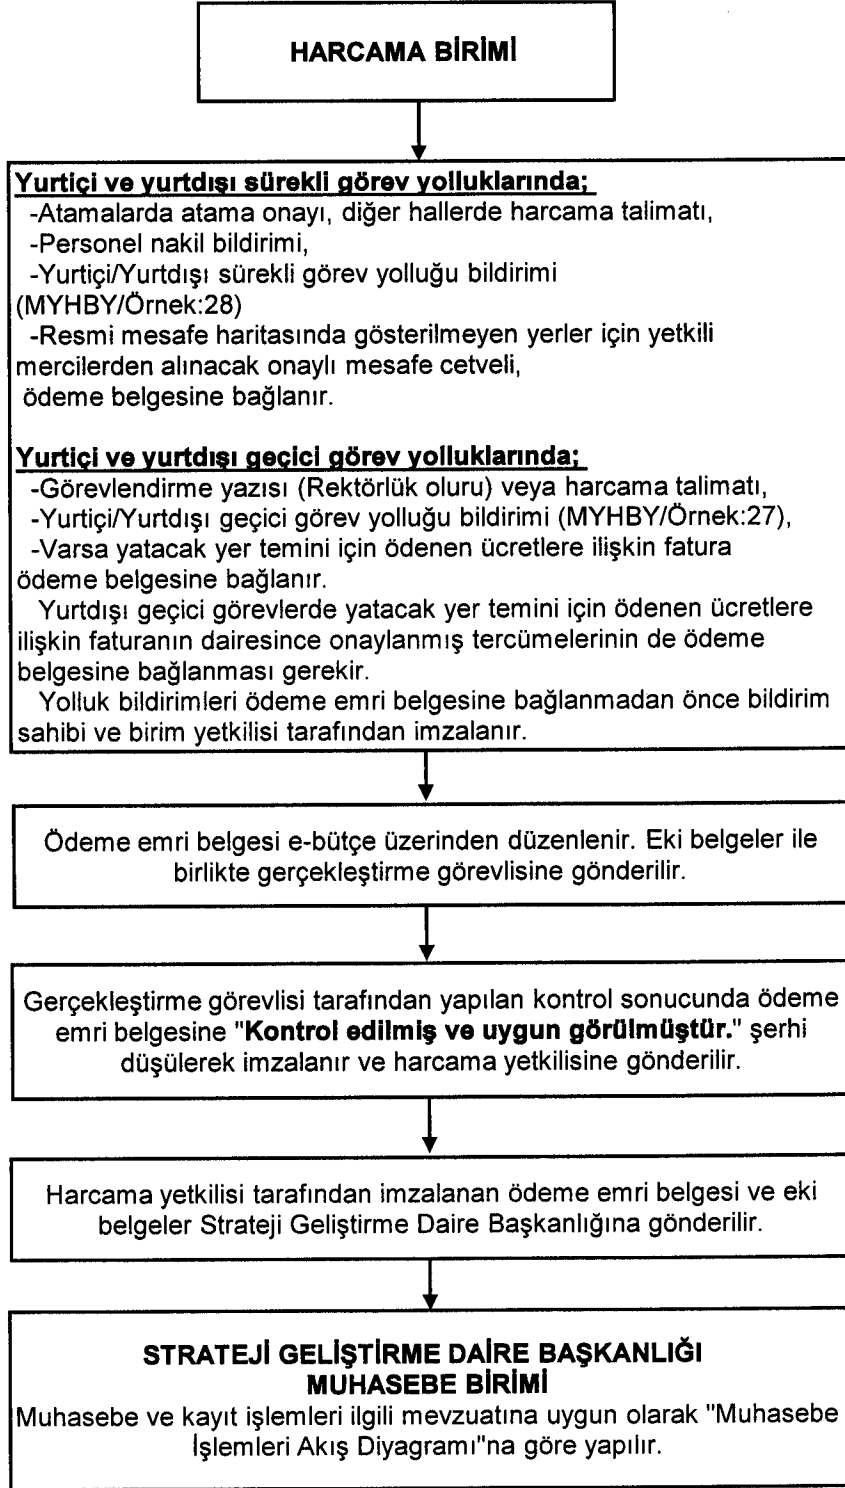 HARCAMA BİRİMİ
Yurtiçi ve yurtdışı sürekli görev yolluklarında;
-Atamalarda atama onayı, diğer hallerde harcama talimatı,
-Personel nakil bildirimi,
-Yurtiçi/Yurtdışı sürekli görev yolluğu bildirimi
(MYHBY/Örnek:28)
-Resmi mesafe haritasında gösterilmeyen yerler için yetkili
mercilerden alınacak onaylı mesafe cetveli,
ödeme belgesine bağlanır.
Yurtiçi ve yurtdışı geçici görev yolluklarında;
-Görevlendirme yazısı (Rektörlük oluru) veya harcama talimatı,
-Yurtiçi/Yurtdışı geçici görev yolluğu bildirimi (MYHBY/Örnek:27),
-Varsa yatacak yer temini için ödenen ücretlere ilişkin fatura
ödeme belgesine bağlanır.
Yurtdışı geçici görevlerde yatacak yer temini için ödenen ücretlere
ilişkin faturanın dairesince onaylanmış tercümelerinin de ödeme
belgesine bağlanması gerekir.
Yolluk bildirimleri ödeme emri belgesine bağlanmadan önce bildirim
sahibi ve birim yetkilisi tarafından imzalanır.
Ödeme emri belgesi e-bütçe üzerinden düzenlenir. Eki belgeler ile
birlikte gerçekleştirme görevlisine gönderilir.
Gerçekleştirme görevlisi tarafından yapılan kontrol sonucunda ödeme
emri belgesine "Kontrol edilmiş ve uygun görülmüştür." şerhi
düşülerek imzalanır ve harcama yetkilisine gönderilir.
Harcama yetkilisi tarafından imzalanan ödeme emri belgesi ve eki
belgeler Strateji Geliştirme Daire Başkanlığına gönderilir.
STRATEJİ GELİŞTİRME DAİRE BAŞKANLIĞI
MUHASEBE BİRİMİ
Muhasebe ve kayıt işlemleri ilgili mevzuatına uygun olarak "Muhasebe
İşlemleri Akış Diyagramı"na göre yapılır.